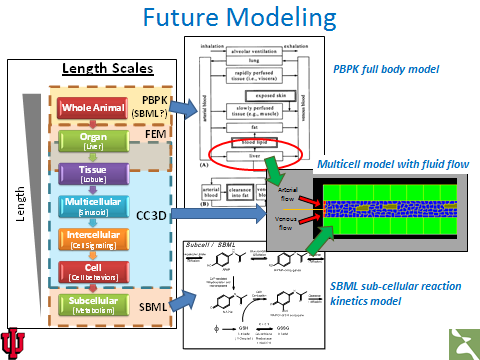 Future Modeling
Length Scales
Length
Whole Animal
Organ
[Liver]
Tissue
[Lobule]
Multicellular
[Sinusoid]
Intercellular
[Cell Signaling]
Cell
[Cell behaviors]
Subcellular
[Metabolism]
PBPK
(SBML?)
FEM
CC3D
SBML
inhalation
exhalation
alveolar ventilation
lung
rapidly perfused
tissue (i.e., viscera)
exposed skin
slowly perfused
tissue (e.g., muscle)
fat
blood lipid
liver
arterial blood
venous blood
(A)
arterial
blood
clearance
into fat
(B)
PBPK full body model
Multicell model with fluid flow
Arterial
flow
Venous
flow
Subcell / SBML
GSH
GSSG
SBML sub-cellular reaction
kinetics model